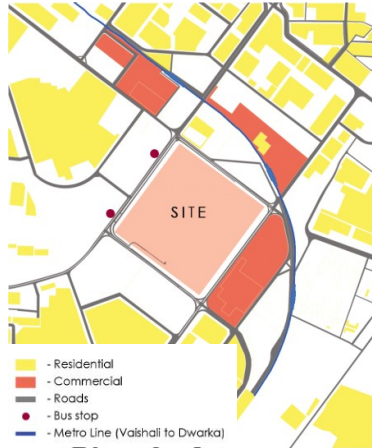 SITE
- Residential
- Commercial
- Roads
- Bus stop
- Metro Line (Vaishali to Dwarka)